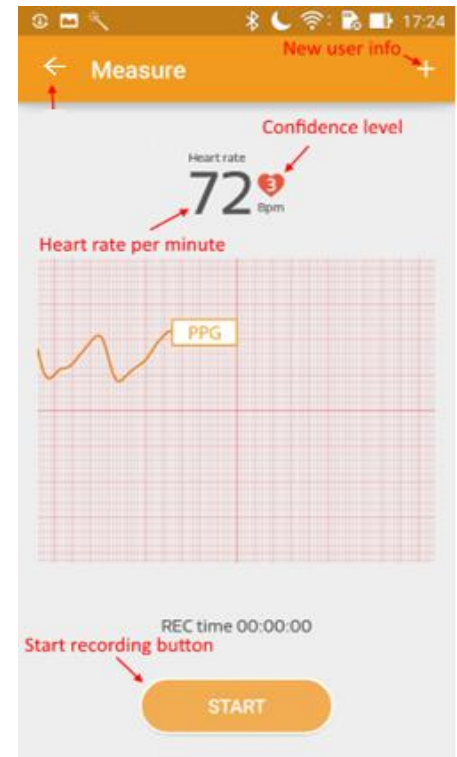 17:24
New user info
Measure
Confidence level
Heart rate
72
3
Bpm
Heart rate per minute
PPG
REC time 00:00:00
Start recording button
START